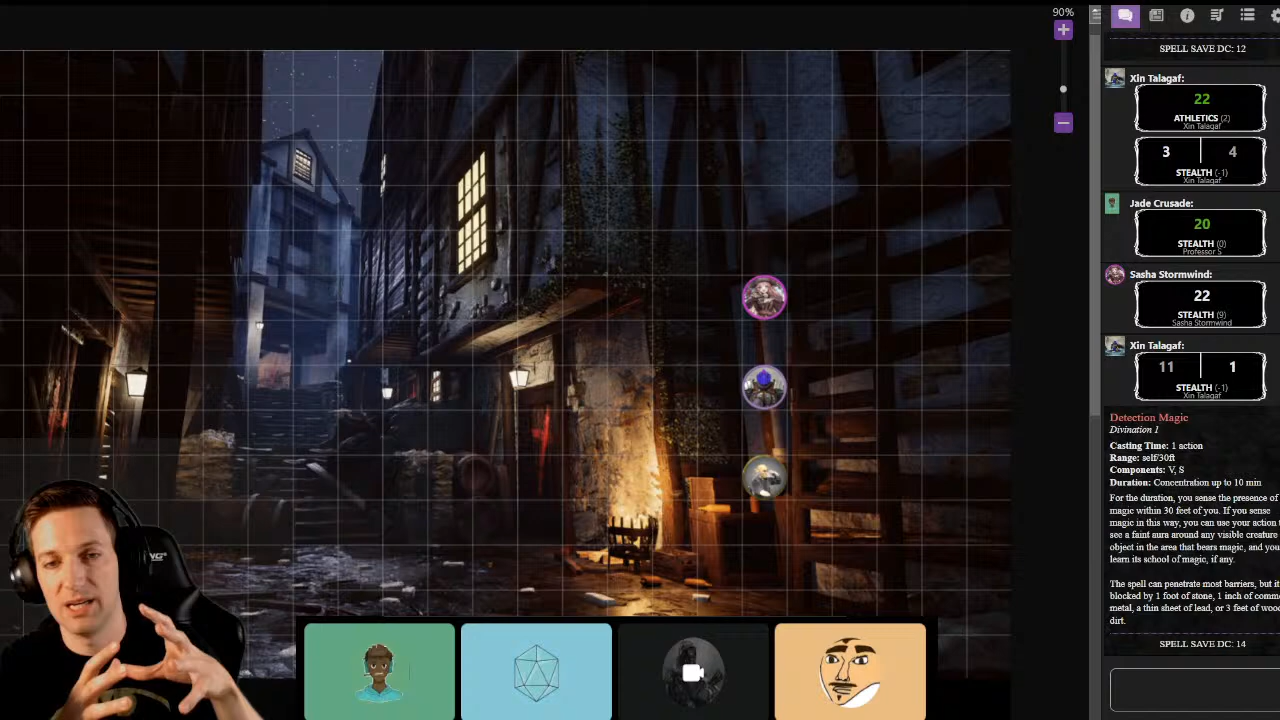 90%
SPELL SAVE DC: 12
Xin Talagaf:
22
ATHLETICS (2)
Xin Talagaf
3 4
STEALTH (-1)
Xin Talagaf
Jade Crusade:
20
STEALTH (0)
Professor S
Sasha Stormwind:
22
STEALTH (9)
Sasha Stormwind
Xin Talagaf:
11 1
STEALTH (-1)
Xin Talagaf
Detection Magic
Divination 1
Casting Time: 1 action
Range: self/30ft
Components: V, S
Duration: Concentration up to 10 min
For the duration, you sense the presence of
magic within 30 feet of you. If you sense
magic in this way, you can use your action
see a faint aura around any visible creature
object in the area that bears magic, and you
learn its school of magic, if any.
The spell can penetrate most barriers, but it
blocked by 1 foot of stone, 1 inch of comm
metal, a thin sheet of lead, or 3 feet of woo
dirt.
SPELL SAVE DC: 14